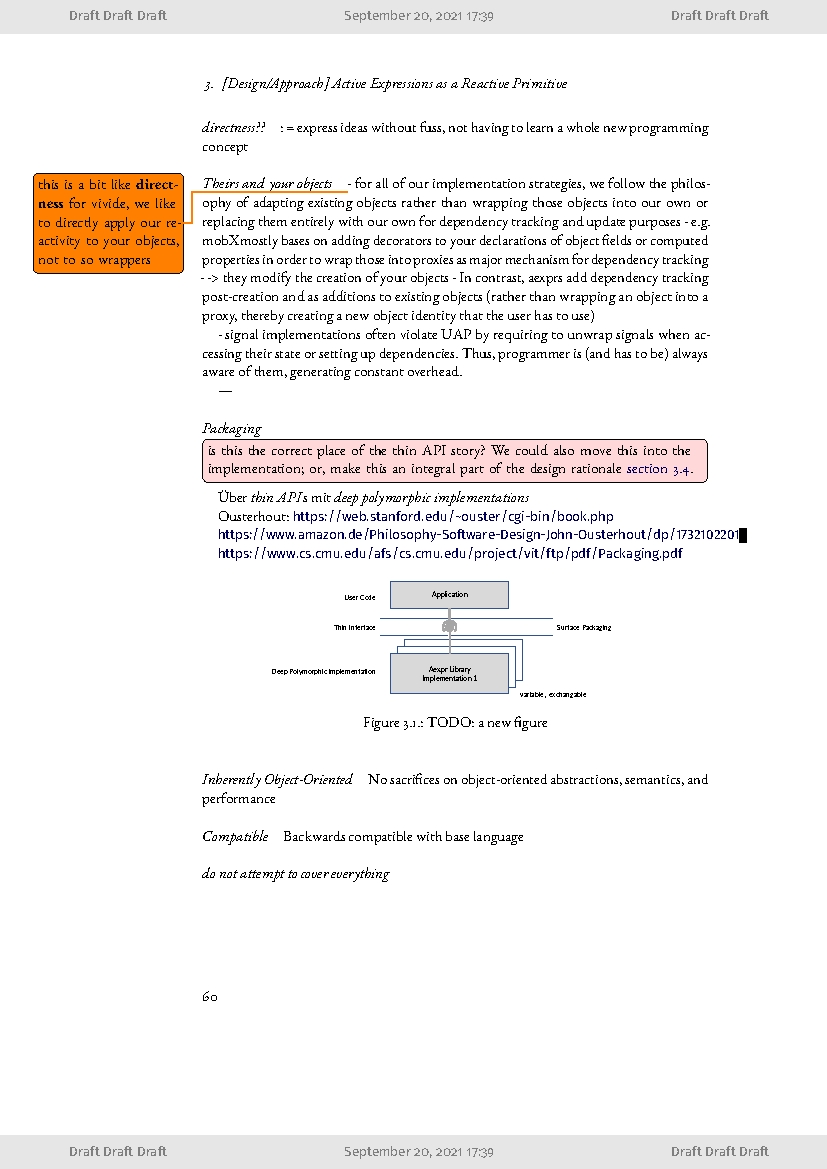 Draft Draft Draft September 20, 2021 17:39 Draft Draft Draft
3. [Design/Approach] Active Expressions as a Reactive Primitive
directness?? := express ideas without fuss, not having to learn a whole new programming
concept
this is a bit like direct-
ness for vivide, we like
to directly apply our re-
activity to your objects,
not to so wrappers
Theirs and your objects - for all of our implementation strategies, we follow the philos-
ophy of adapting existing objects rather than wrapping those objects into our own or
replacing them entirely with our own for dependency tracking and update purposes - e.g.
mobX mostly bases on adding decorators to your declarations of object fields or computed
properties in order to wrap those into proxies as major mechanism for dependency tracking
--> they modify the creation of your objects - In contrast, aexprs add dependency tracking
post-creation and as additions to existing objects (rather than wrapping an object into a
proxy, thereby creating a new object identity that the user has to use)
- signal implementations often violate UAP by requiring to unwrap signals when ac-
cessing their state or setting up dependencies. Thus, programmer is (and has to be) always
aware of them, generating constant overhead.
—
Packaging
is this the correct place of the thin API story? We could also move this into the
implementation; or, make this an integral part of the design rationale section 3.4.
Über thin APIs mit deep polymorphic implementations
Ousterhout: https://web.stanford.edu/~ouster/cgi-bin/book.php
https://www.amazon.de/Philosophy-Software-Design-John-Ousterhout/dp/1732102201
https://www.cs.cmu.edu/afs/cs.cmu.edu/project/vit/ftp/pdf/Packaging.pdf
User Code Application
Thin Interface Surface Packaging
Deep Polymorphic Implementation Aexpr Library
Implementation 1
variable, exchangable
Figure 3.1.: TODO: a new figure
Inherently Object-Oriented No sacrifices on object-oriented abstractions, semantics, and
performance
Compatible Backwards compatible with base language
do not attempt to cover everything
60
Draft Draft Draft September 20, 2021 17:39 Draft Draft Draft